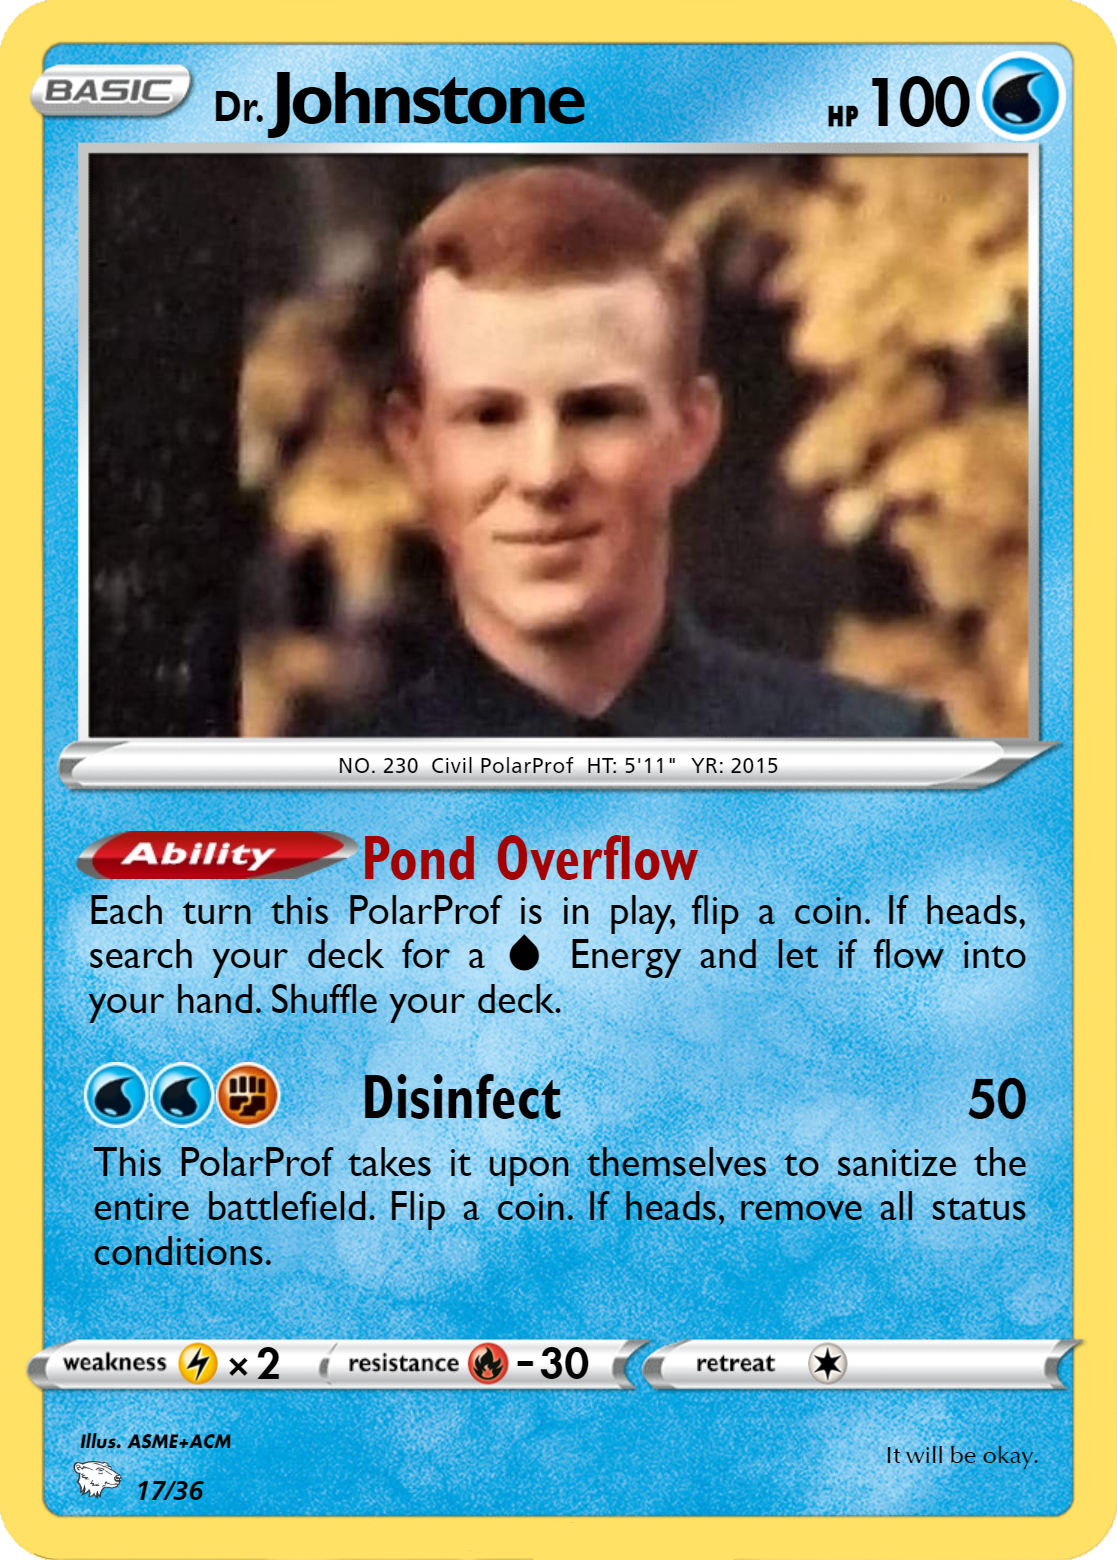 BASIC Dr. Johnstone HP 100
NO. 230 Civil PolarProf HT: 5'11" YR: 2015
Ability Pond Overflow
Each turn this PolarProf is in play, flip a coin. If heads,
search your deck for a Energy and let if flow into
your hand. Shuffle your deck.
Disinfect 50
This PolarProf takes it upon themselves to sanitize the
entire battlefield. Flip a coin. If heads, remove all status
conditions.
weakness ×2 resistance -30 retreat
Illus. ASME+ACM
It will be okay.
17/36